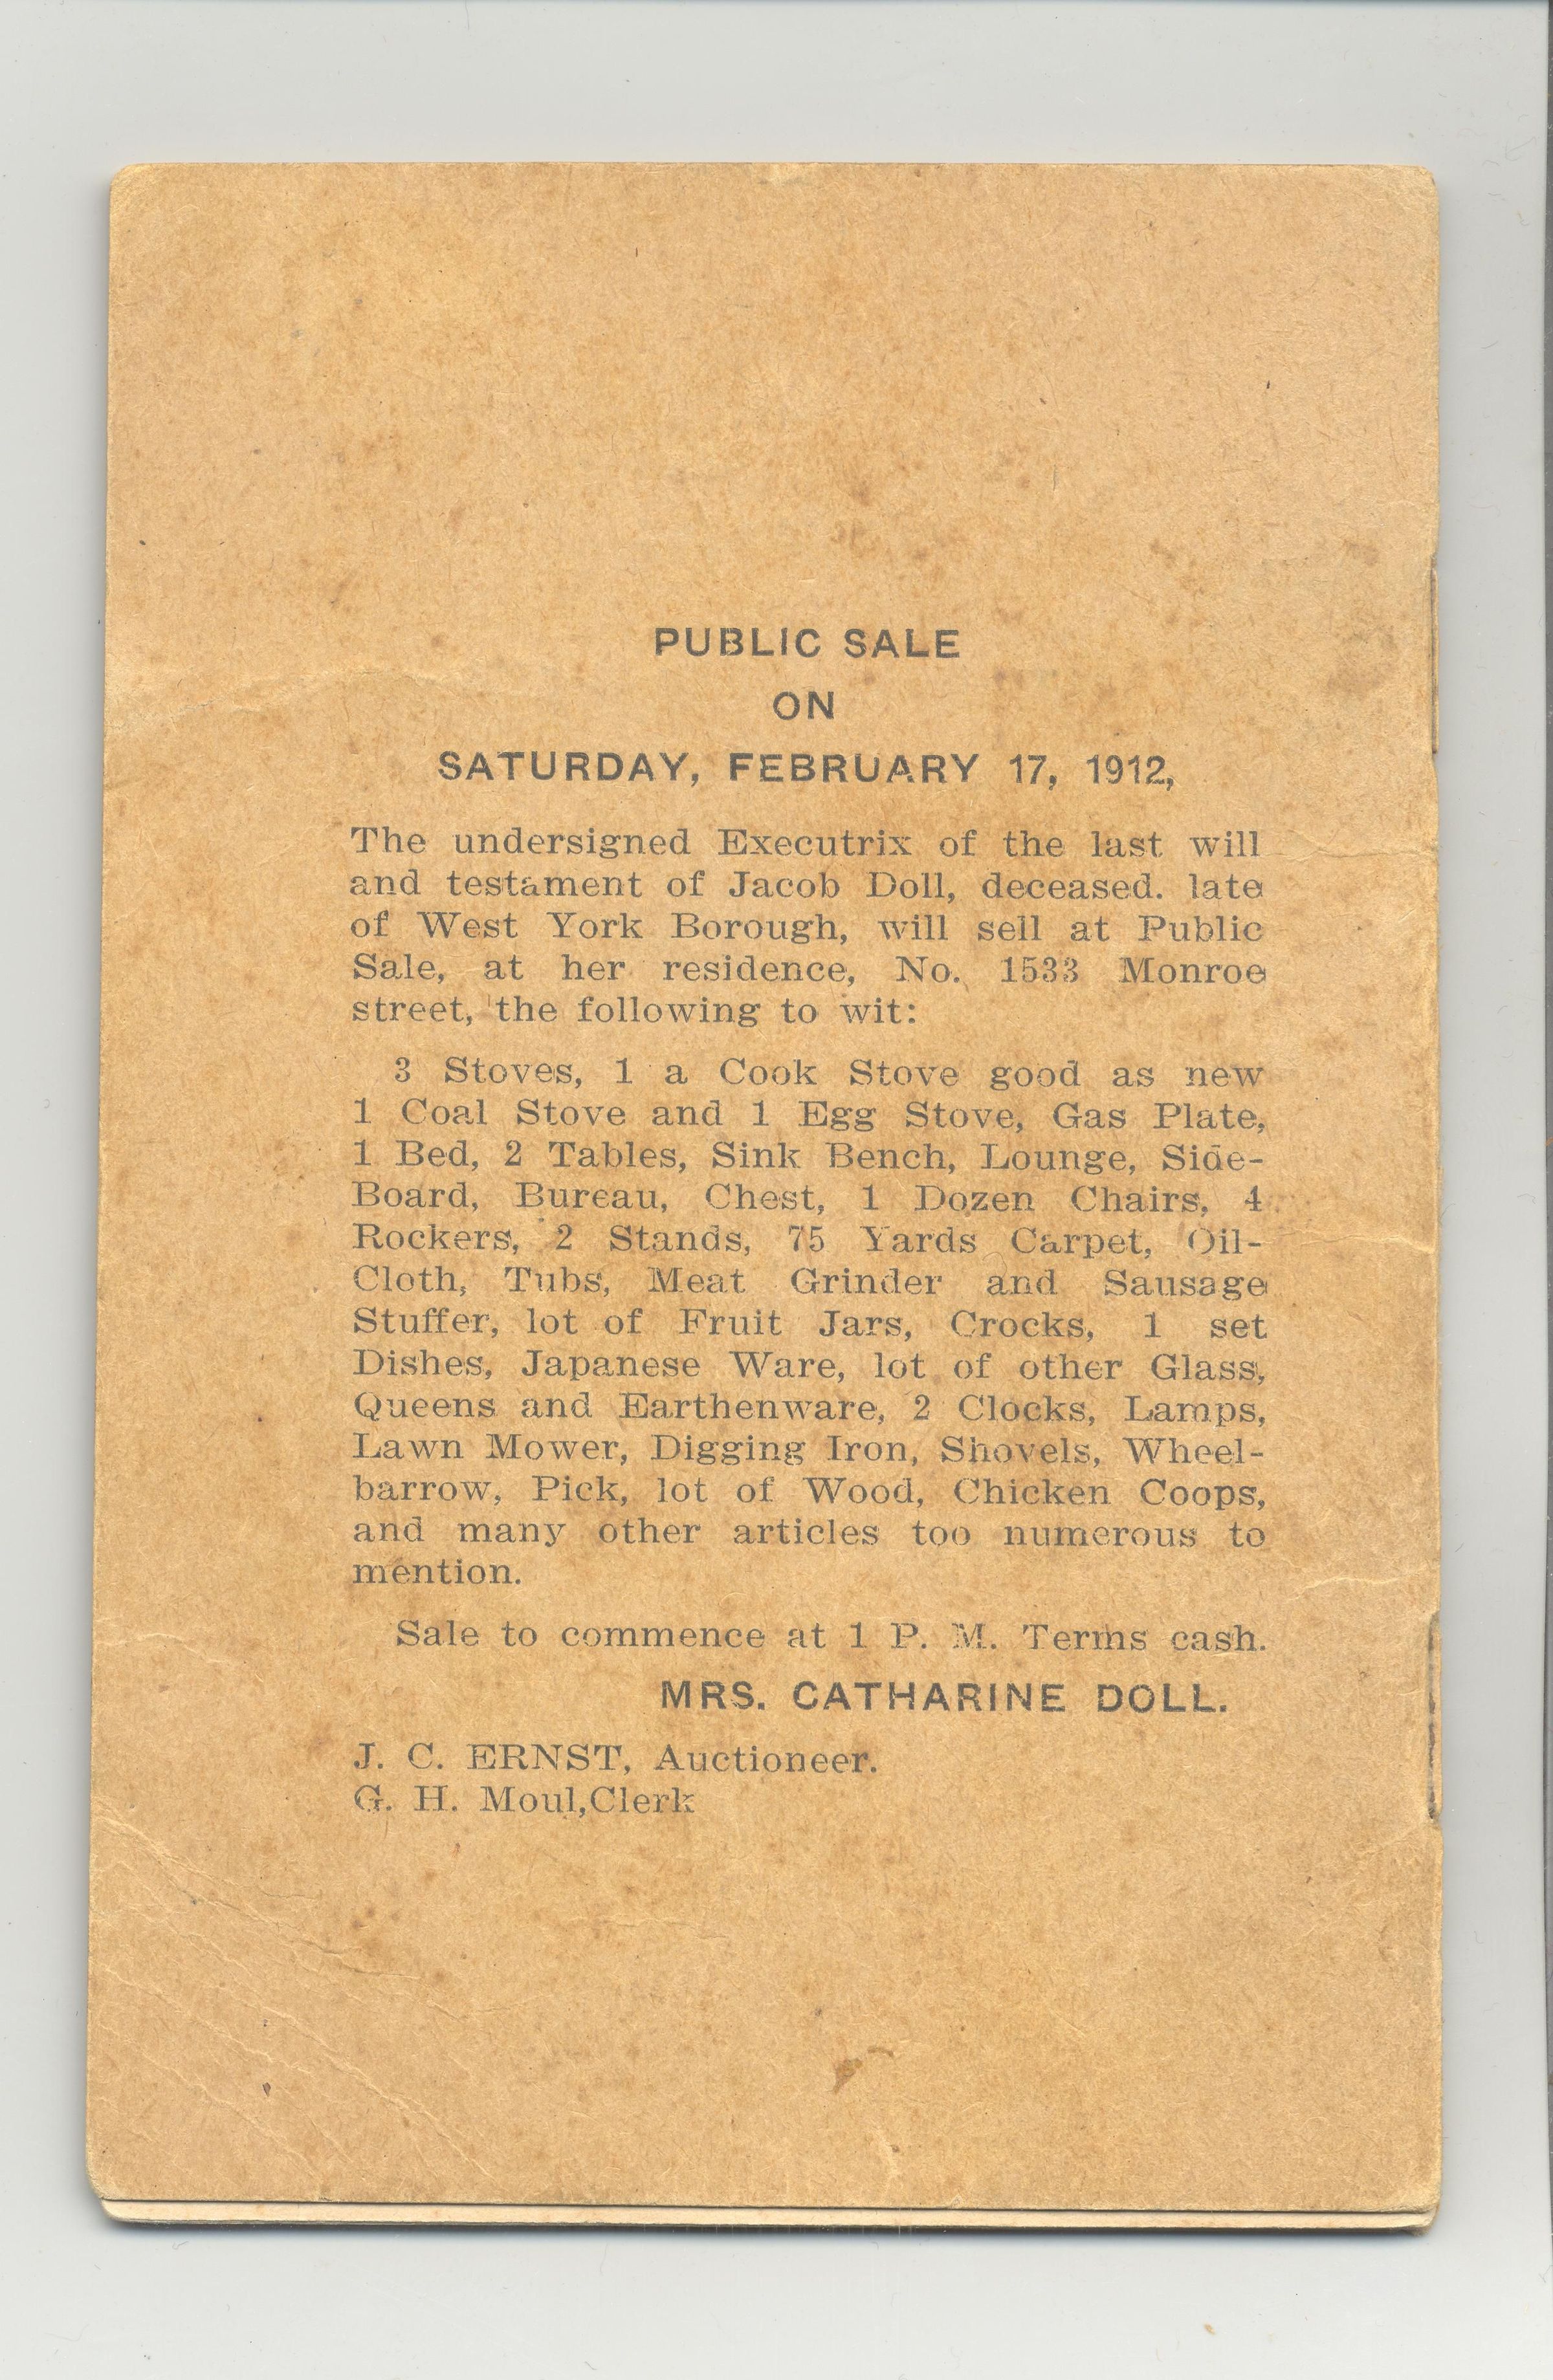 PUBLIC SALE
ON
SATURDAY, FEBRUARY 17, 1912,
The undersigned Executrix of the last will
and testament of Jacob Doll, deceased. late
of West York Borough, will sell at Public
Sale, at her residence, No. 1533 Monroe
street, the following to wit:
3 Stoves, 1 a Cook Stove good as new
1 Coal Stove and 1 Egg Stove, Gas Plate,
1 Bed, 2 Tables, Sink Bench, Lounge, Side-
Board, Bureau, Chest, 1 Dozen Chairs, 4
Rockers, 2 Stands, 75 Yards Carpet, Oil-
Cloth, Tubs, Meat Grinder and Sausage
Stuffer, lot of Fruit Jars, Crocks, 1 set
Dishes, Japanese Ware, lot of other Glass,
Queens and Earthenware, 2 Clocks, Lamps,
Lawn Mower, Digging Iron, Shovels, Wheel-
barrow, Pick, lot of Wood, Chicken Coops,
and many other articles too numerous to
mention.
Sale to commence at 1 P. M. Terms cash.
MRS. CATHARINE DOLL.
J. C. ERNST, Auctioneer.
G. H. Moul,Clerk